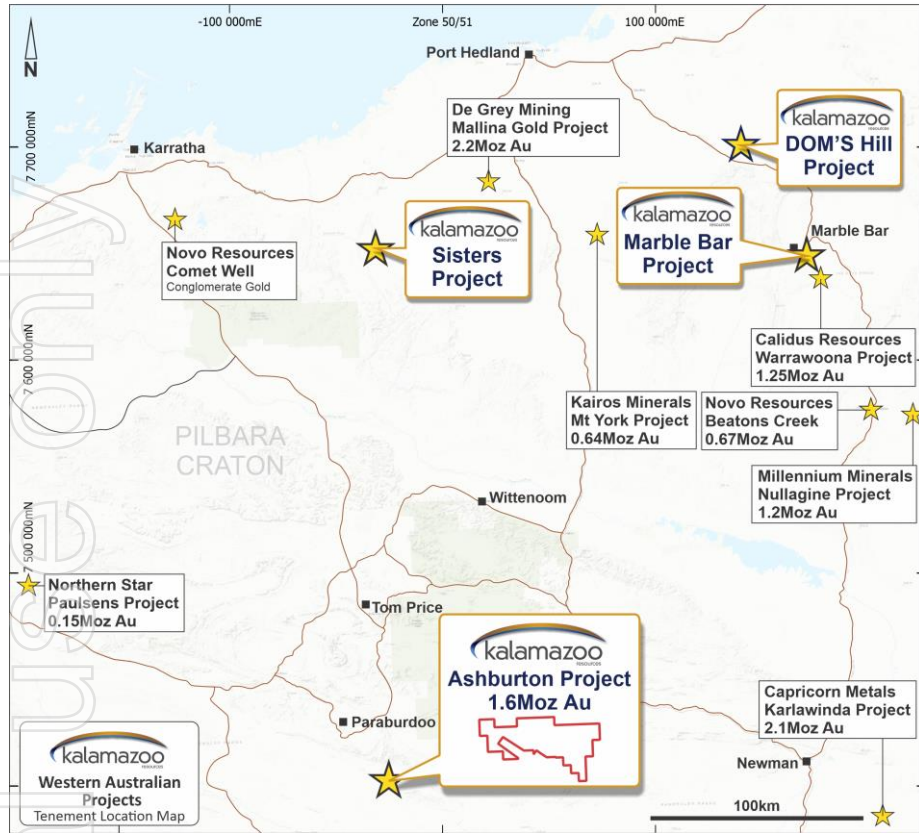 -100 000mE
Zone 50/51
100 000mE
N
Port Hedland
De Grey Mining
Mallina Gold Project
2.2Moz Au
kalamazoo
RESOURCES
DOM'S Hill
Project
7 700 000mN
Karratha
kalamazoo
RESOURCES
Sisters
Project
kalamazoo
RESOURCES
Marble Bar
Project
Marble Bar
Novo Resources
Comet Well
Conglomerate Gold
Calidus Resources
Warrawoona Project
1.25Moz Au
7 600 000mN
Kairos Minerals
Mt York Project
0.64Moz Au
Novo Resources
Beatons Creek
0.67Moz Au
PILBARA
CRATON
Millennium Minerals
Nullagine Project
1.2Moz Au
Wittenoom
7 500 000mN
Northern Star
Paulsens Project
0.15Moz Au
Tom Price
kalamazoo
RESOURCES
Ashburton Project
1.6Moz Au
Paraburdoo
Capricorn Metals
Karlawinda Project
2.1Moz Au
kalamazoo
RESOURCES
Western Australian
Projects
Tenement Location Map
Newman
100km